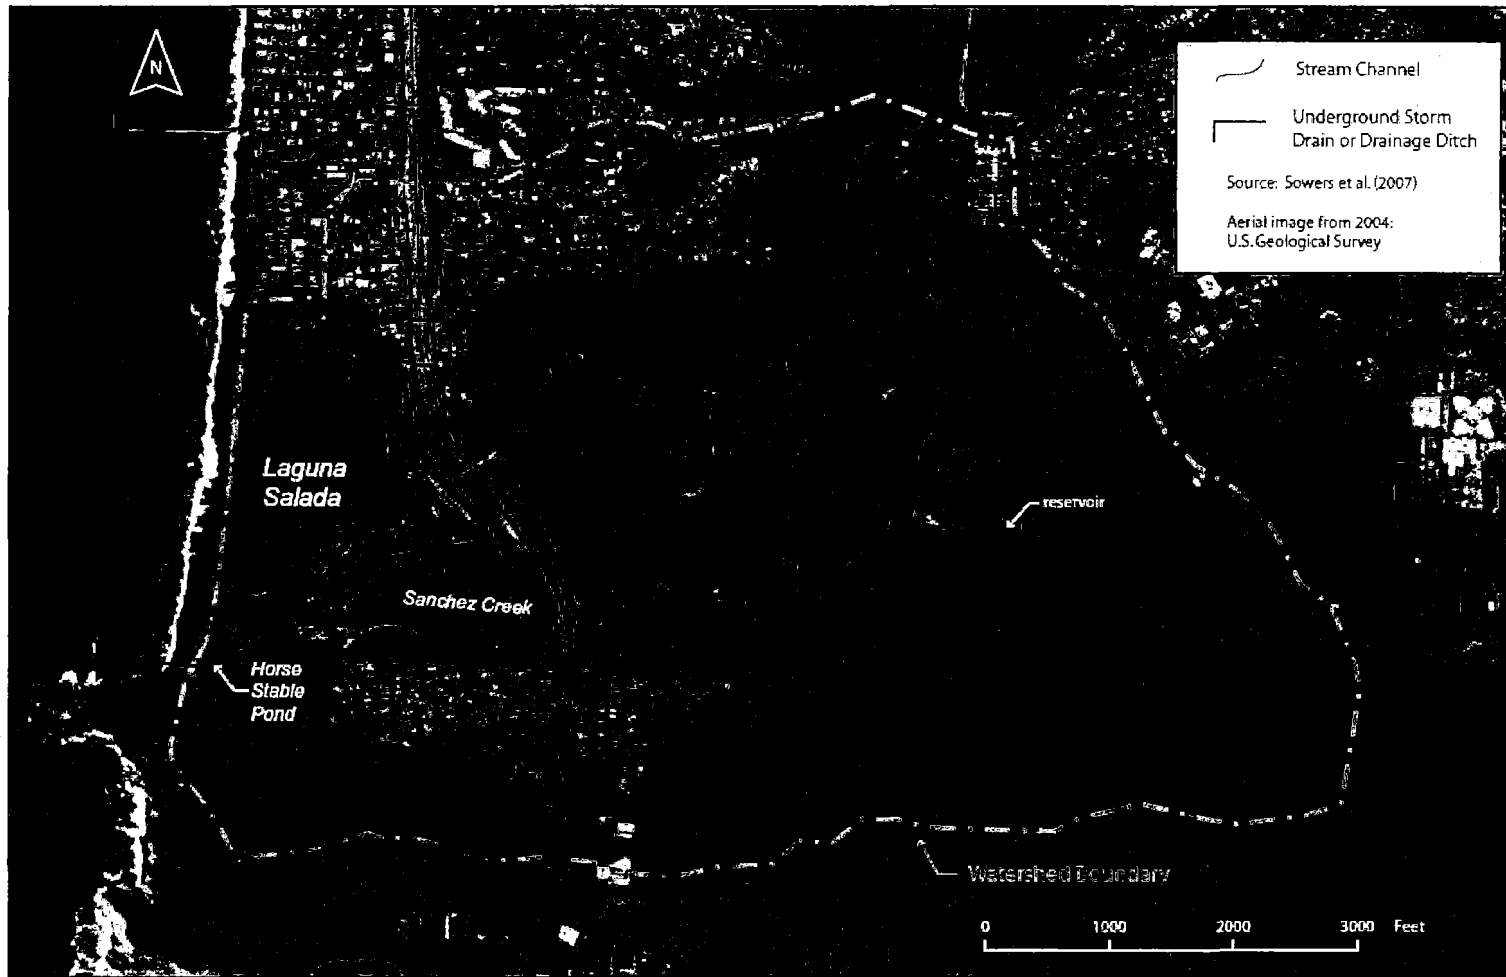 N
Stream Channel
Underground Storm
Drain or Drainage Ditch
Source: Sowers et al. (2007)
Aerial image from 2004:
U.S. Geological Survey
Laguna
Salada
reservoir
Sanchez Creek
Horse
Stable
Pond
Watershed Boundary
0 1000 2000 3000 Feet